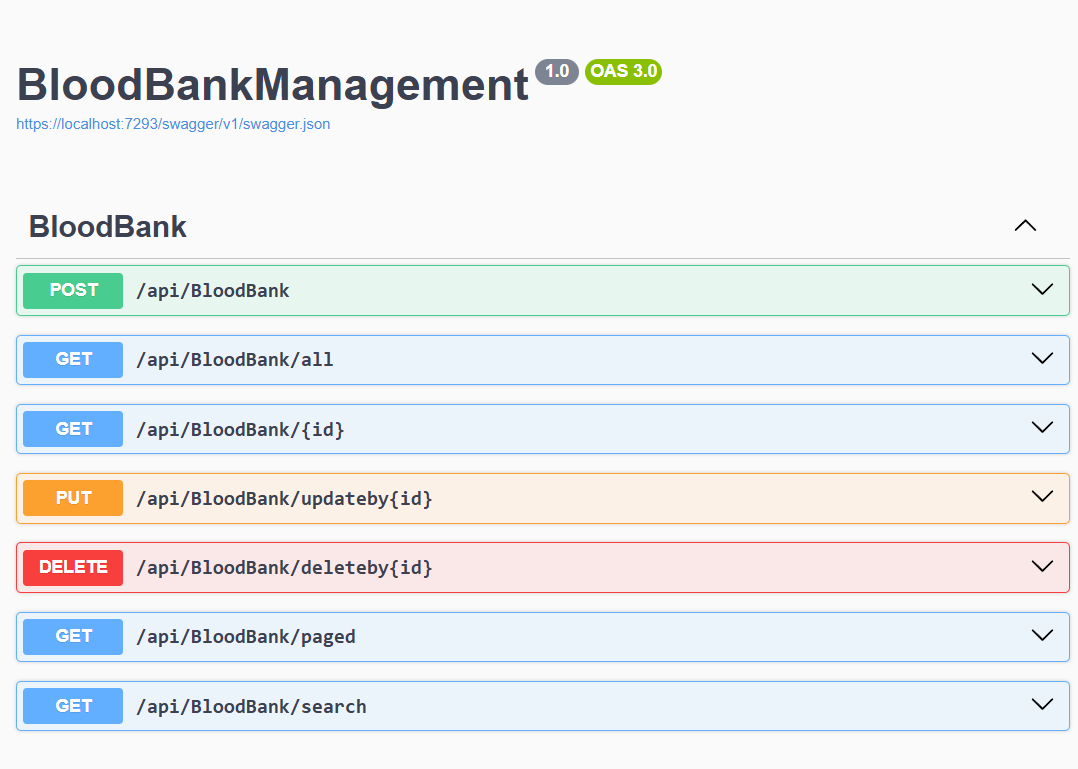 BloodBankManagement 1.0 OAS 3.0
https://localhost:7293/swagger/v1/swagger.json
BloodBank
POST /api/BloodBank
GET /api/BloodBank/all
GET /api/BloodBank/{id}
PUT /api/BloodBank/updateby{id}
DELETE /api/BloodBank/deleteby{id}
GET /api/BloodBank/paged
GET /api/BloodBank/search